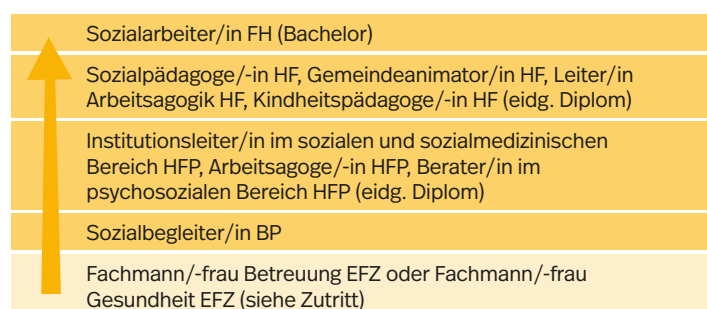 Sozialarbeiter/in FH (Bachelor)
Sozialpädagoge/-in HF, Gemeindeanimator/in HF, Leiter/in
Arbeitsagogik HF, Kindheitspädagoge/-in HF (eidg. Diplom)
Institutionsleiter/in im sozialen und sozialmedizinischen
Bereich HFP, Arbeitsagoge/-in HFP, Berater/in im
psychosozialen Bereich HFP (eidg. Diplom)
Sozialbegleiter/in BP
Fachmann/-frau Betreuung EFZ oder Fachmann/-frau
Gesundheit EFZ (siehe Zutritt)